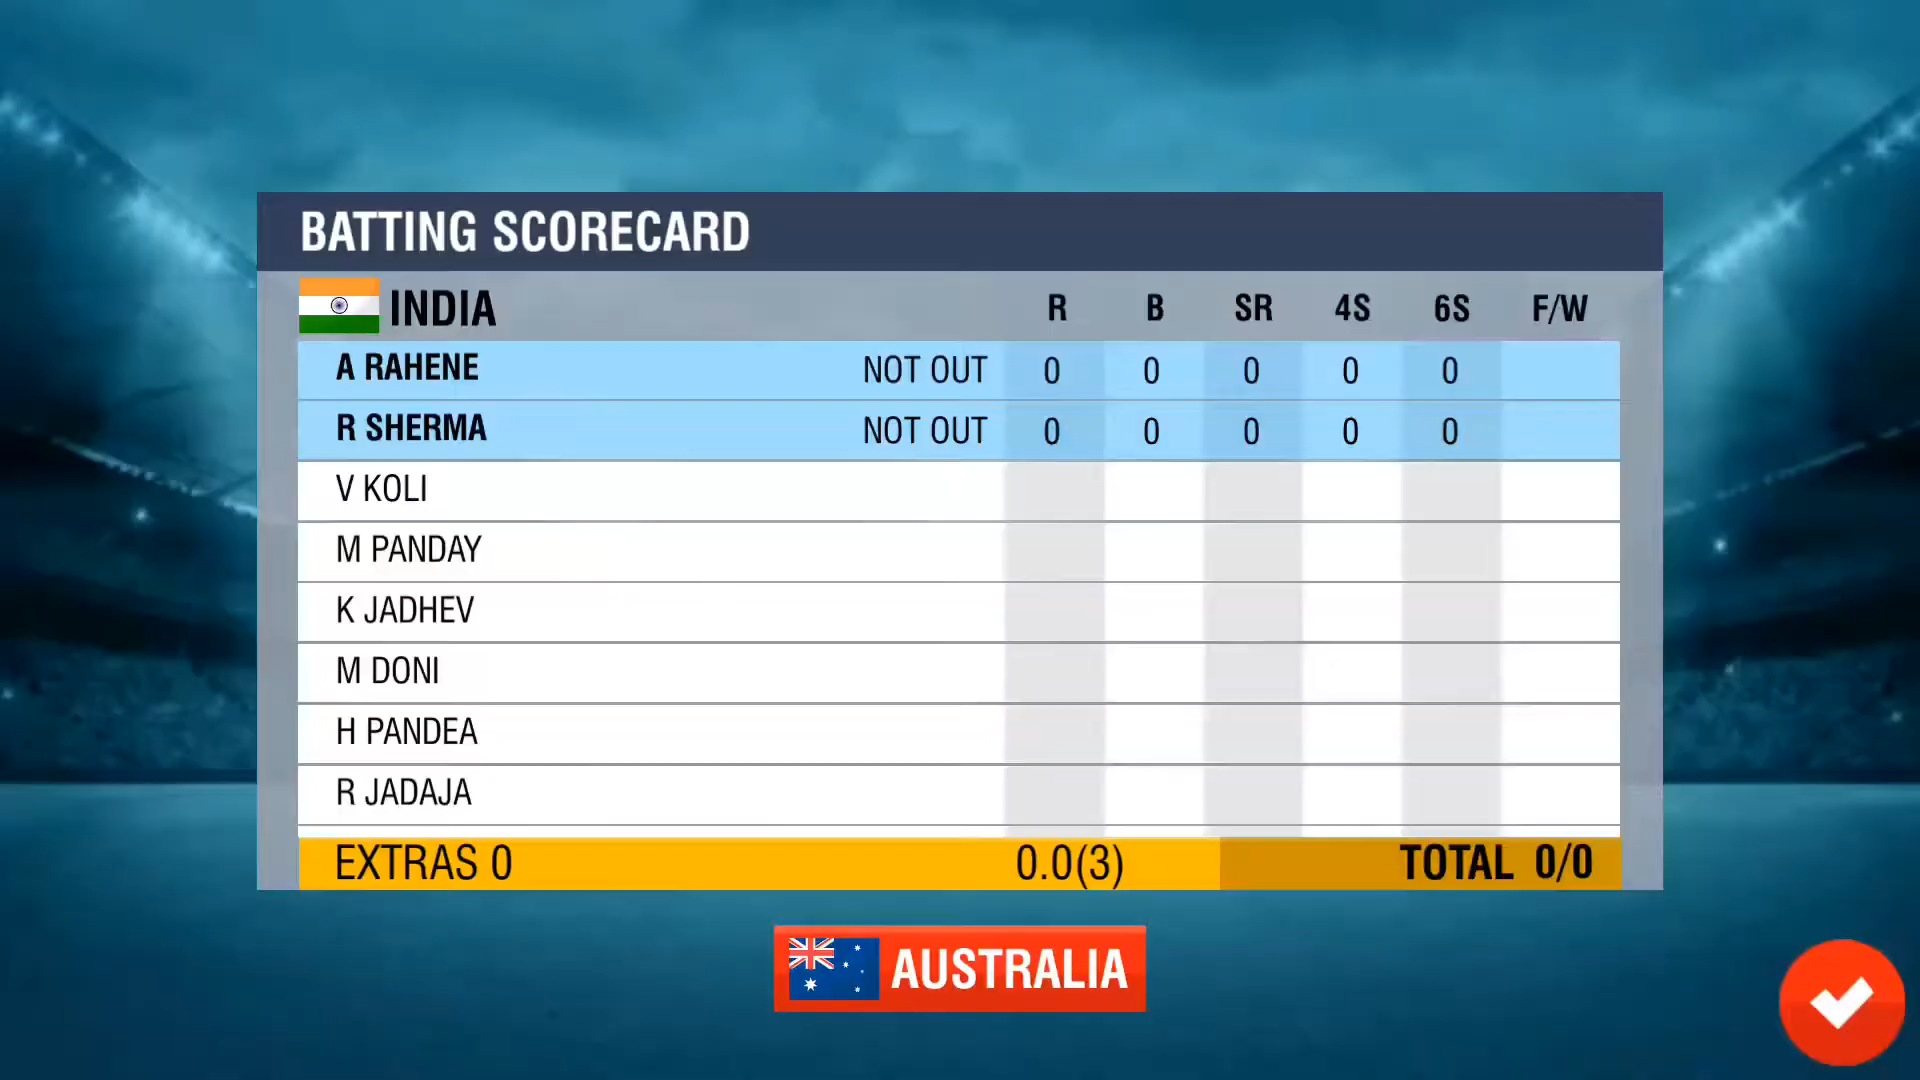 BATTING SCORECARD
INDIA R B SR 4S 6S F/W
A RAHENE NOT OUT 0 0 0 0 0
R SHERMA NOT OUT 0 0 0 0 0
V KOLI
M PANDAY
K JADHEV
M DONI
H PANDEA
R JADAJA
EXTRAS 0 0.0(3) TOTAL 0/0
AUSTRALIA